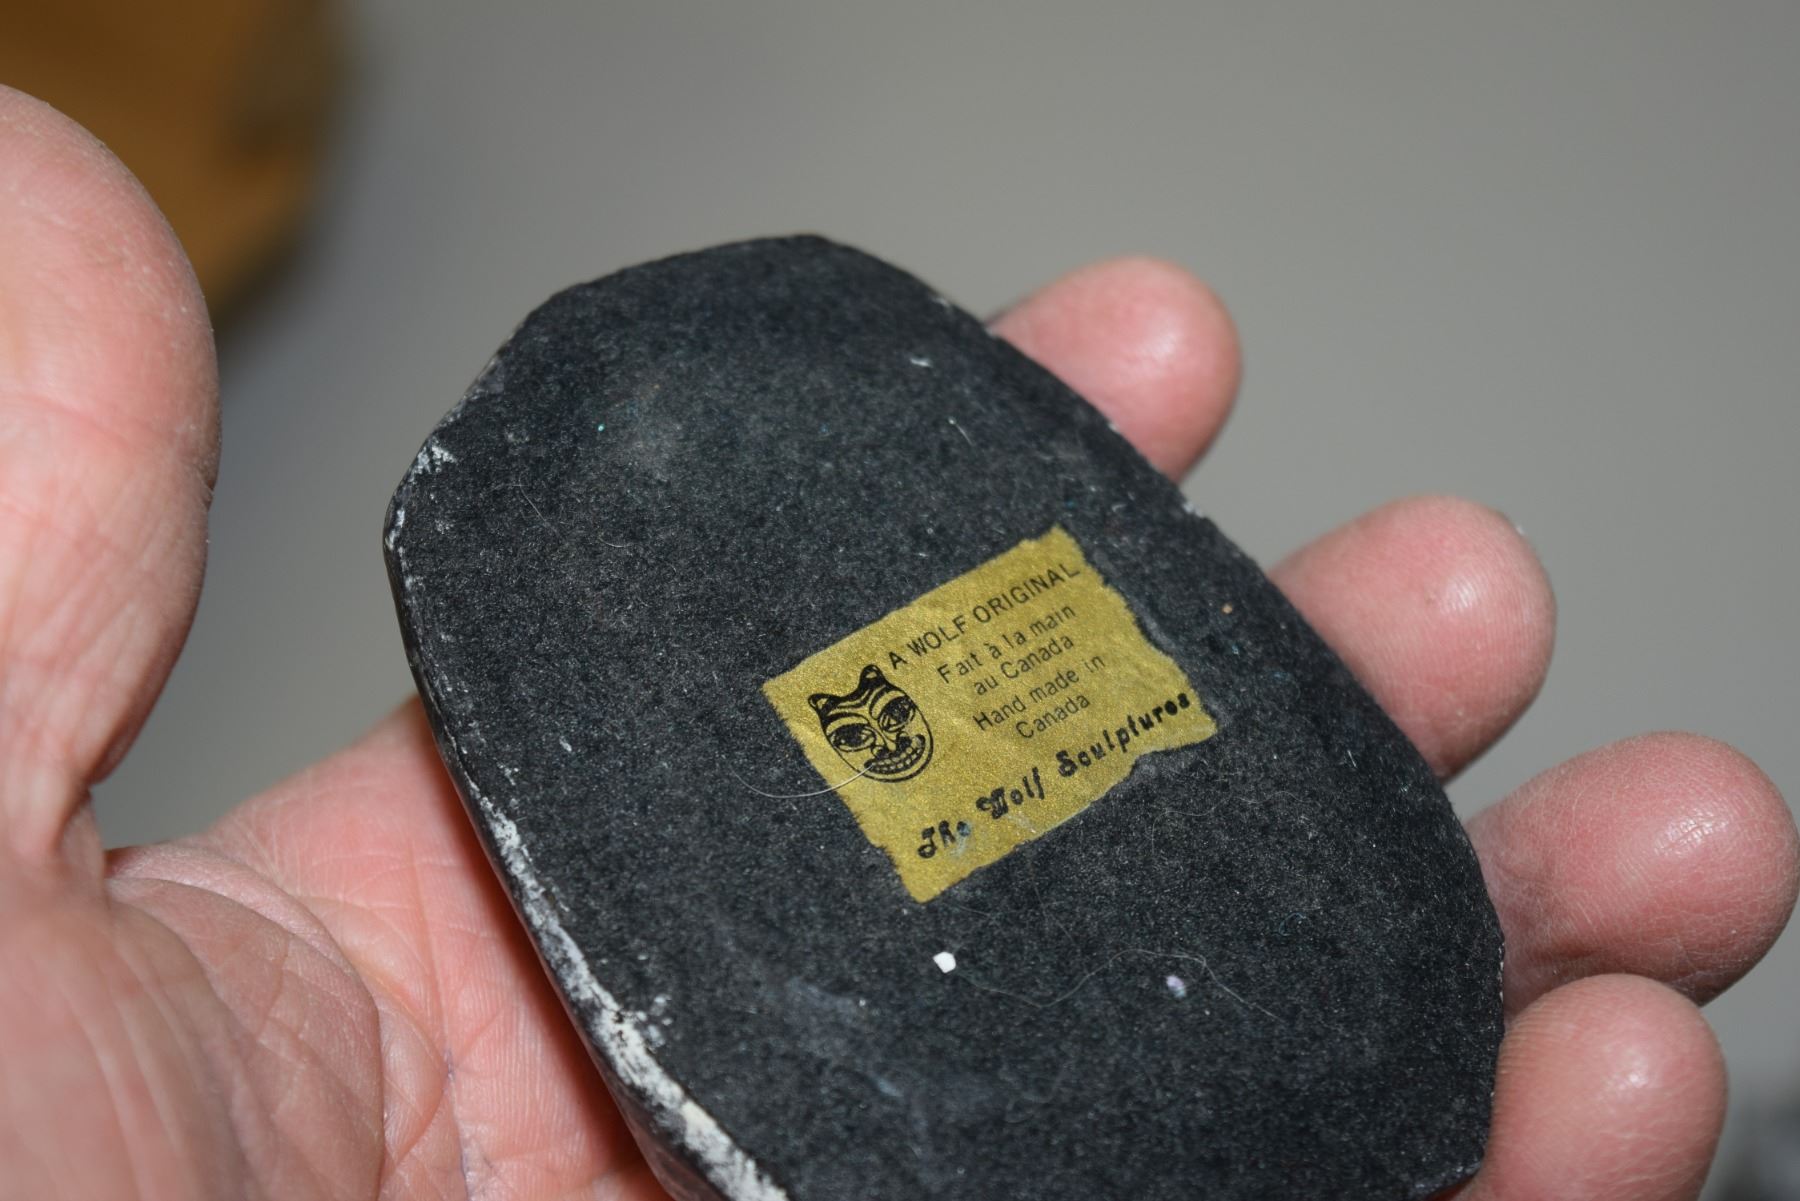 A WOLF ORIGINAL
Fait à la main
au Canada
Hand made in
Canada
The Wolf Sculptures